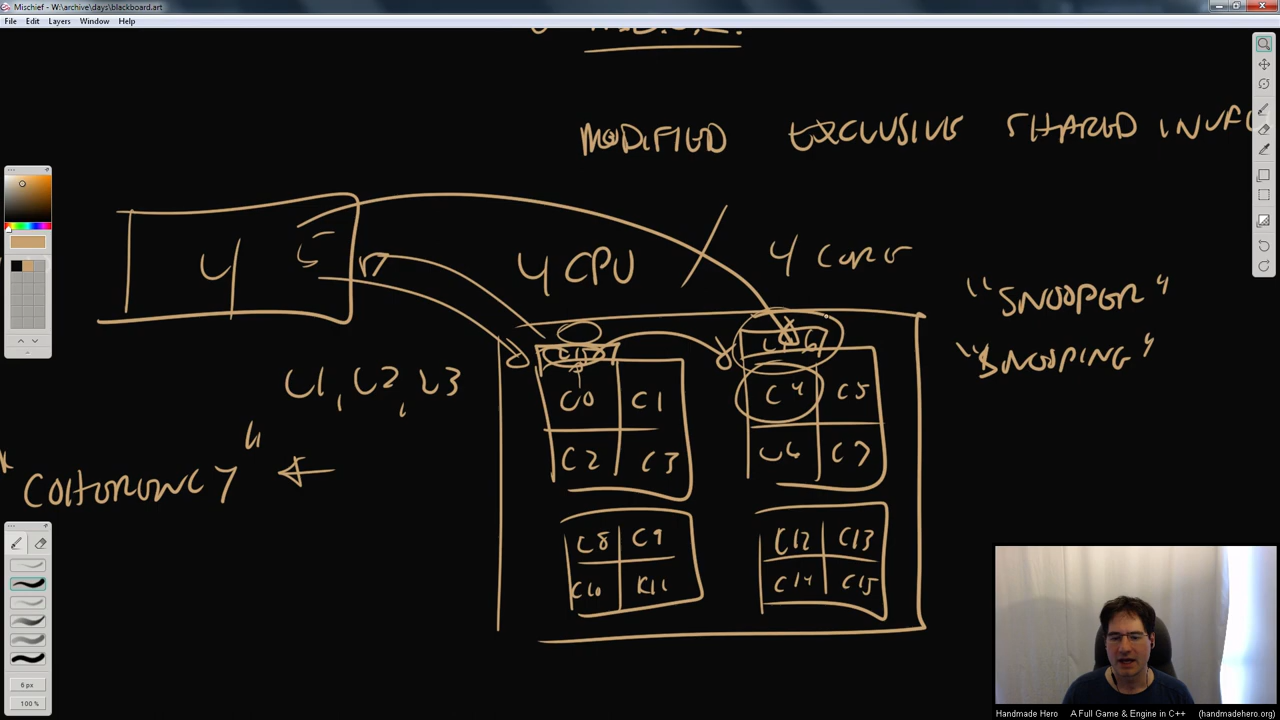 Mischief - W:\archive\days\blackboard.art
File Edit Layers Window Help
MODIFIED EXCLUSIVE SHARED
4 5
4 CPU / 4 CORE
"SNOOPER"
"SNOOPING"
L1, L2, L3
C0 C1
C2 C3
C4 C5
C6 C7
"COHERENCY" ←
C8 C9
C10 C11
C12 C13
C14 C15
6 px
100 %
Handmade Hero A Full Game & Engine in C++ (handmadehero.org)